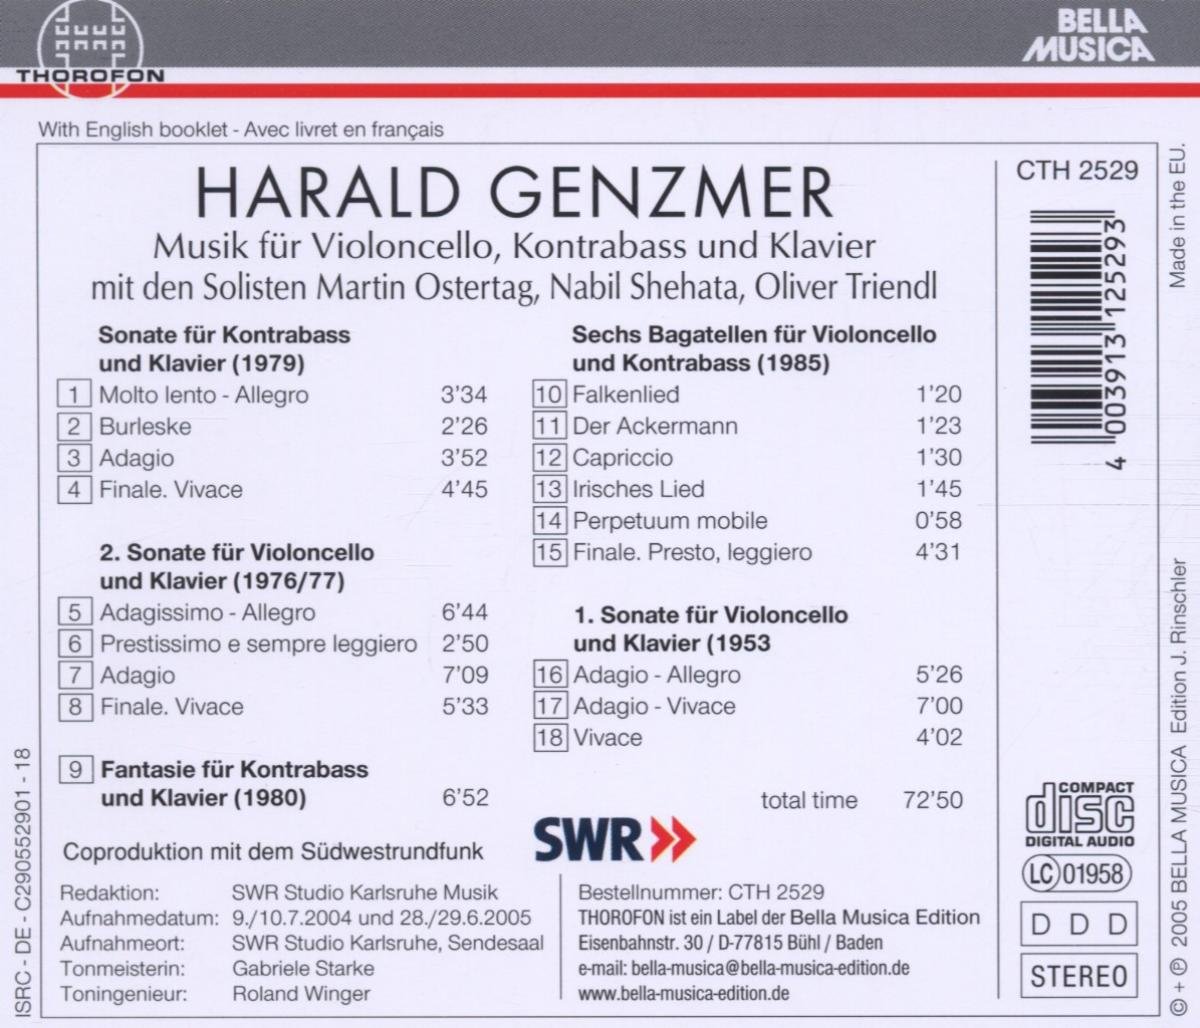 THOROFON
BELLA
MUSICA
With English booklet - Avec livret en français
HARALD GENZMER
Musik für Violoncello, Kontrabass und Klavier
mit den Solisten Martin Ostertag, Nabil Shehata, Oliver Triendl
Sonate für Kontrabass
und Klavier (1979)
1 Molto lento - Allegro 3'34
2 Burleske 2'26
3 Adagio 3'52
4 Finale. Vivace 4'45
2. Sonate für Violoncello
und Klavier (1976/77)
5 Adagissimo - Allegro 6'44
6 Prestissimo e sempre leggiero 2'50
7 Adagio 7'09
8 Finale. Vivace 5'33
9 Fantasie für Kontrabass
und Klavier (1980) 6'52
Sechs Bagatellen für Violoncello
und Kontrabass (1985)
10 Falkenlied 1'20
11 Der Ackermann 1'23
12 Capriccio 1'30
13 Irisches Lied 1'45
14 Perpetuum mobile 0'58
15 Finale. Presto, leggiero 4'31
1. Sonate für Violoncello
und Klavier (1953
16 Adagio - Allegro 5'26
17 Adagio - Vivace 7'00
18 Vivace 4'02
total time 72'50
Coproduktion mit dem Südwestrundfunk
SWR
Redaktion: SWR Studio Karlsruhe Musik
Aufnahmedatum: 9./10.7.2004 und 28./29.6.2005
Aufnahmeort: SWR Studio Karlsruhe, Sendesaal
Tonmeisterin: Gabriele Starke
Toningenieur: Roland Winger
Bestellnummer: CTH 2529
THOROFON ist ein Label der Bella Musica Edition
Eisenbahnstr. 30 / D-77815 Bühl / Baden
e-mail: bella-musica@bella-musica-edition.de
www.bella-musica-edition.de
CTH 2529
4 003913 125293
COMPACT
disc
DIGITAL AUDIO
LC 01958
D D D
STEREO
Made in the EU.
© + ℗ 2005 BELLA MUSICA Edition J. Rinschler
ISRC - DE - C290552901 - 18